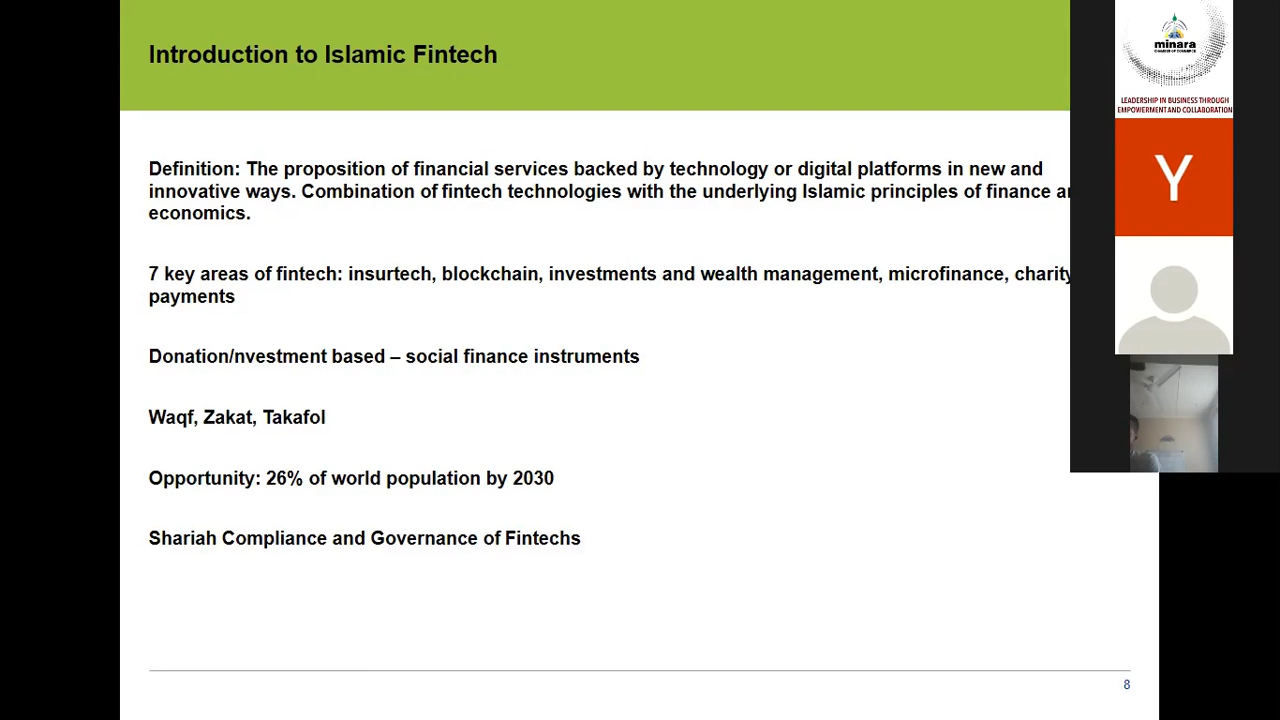 Introduction to Islamic Fintech
Definition: The proposition of financial services backed by technology or digital platforms in new and
innovative ways. Combination of fintech technologies with the underlying Islamic principles of finance
economics.
7 key areas of fintech: insurtech, blockchain, investments and wealth management, microfinance, charity
payments
Donation/nvestment based – social finance instruments
Waqf, Zakat, Takafol
Opportunity: 26% of world population by 2030
Shariah Compliance and Governance of Fintechs
8
minara
CHAMBER OF COMMERCE
LEADERSHIP IN BUSINESS THROUGH
EMPOWERMENT AND COLLABORATION
Y